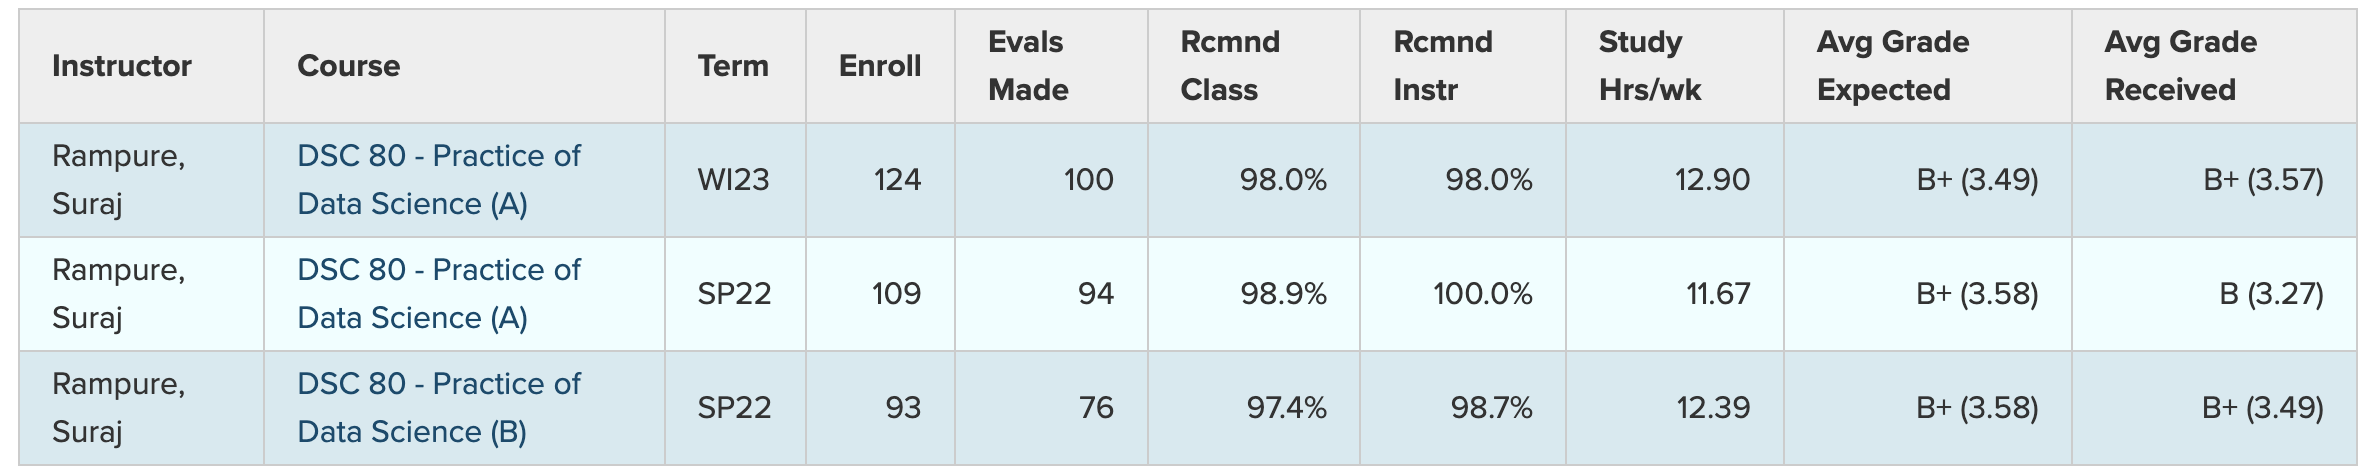 Instructor Course Term Enroll Evals Made Rcmnd Class Rcmnd Instr Study Hrs/wk Avg Grade Expected Avg Grade Received
Rampure, Suraj DSC 80 - Practice of Data Science (A) WI23 124 100 98.0% 98.0% 12.90 B+ (3.49) B+ (3.57)
Rampure, Suraj DSC 80 - Practice of Data Science (A) SP22 109 94 98.9% 100.0% 11.67 B+ (3.58) B (3.27)
Rampure, Suraj DSC 80 - Practice of Data Science (B) SP22 93 76 97.4% 98.7% 12.39 B+ (3.58) B+ (3.49)